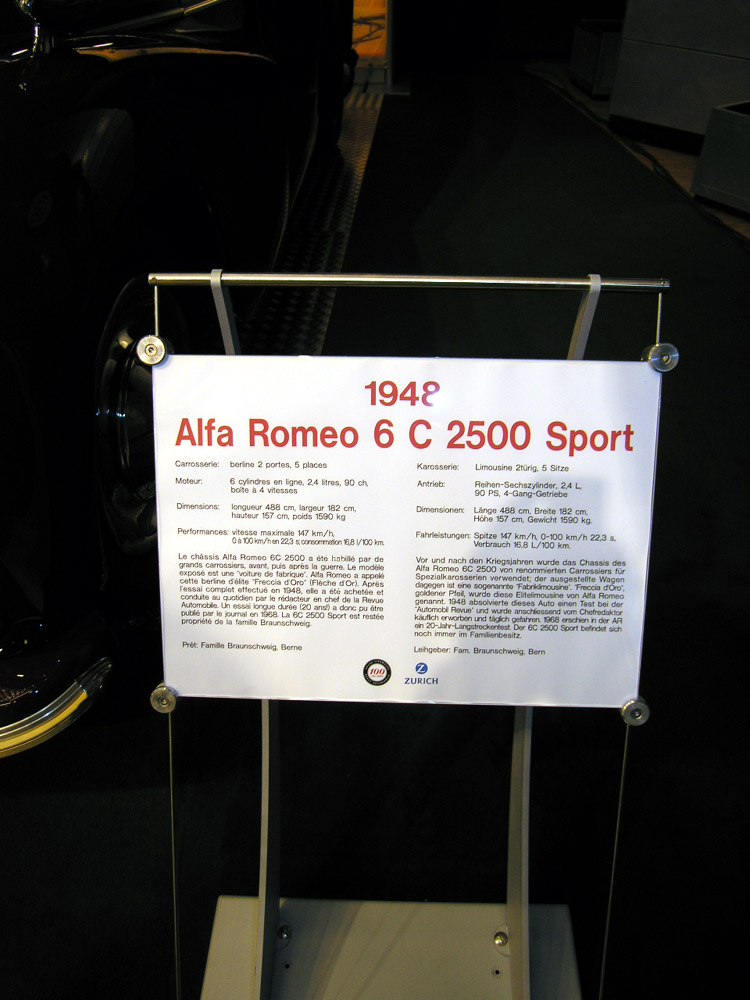 1948
Alfa Romeo 6 C 2500 Sport
Carrosserie: berline 2 portes, 5 places
Moteur: 6 cylindres en ligne, 2,4 litres, 90 ch,
boîte à 4 vitesses
Dimensions: longueur 488 cm, largeur 182 cm,
hauteur 157 cm, poids 1590 kg
Performances: vitesse maximale 147 km/h,
0 à 100 km/h en 22,3 s; consommation 16,8 l/100 km.
Le châssis Alfa Romeo 6C 2500 a été habillé par de
grands carrossiers, avant, puis après la guerre. Le modèle
exposé est une "voiture de fabrique". Alfa Romeo a appelé
cette berline d'élite "Freccia d'Oro" (Flèche d'Or). Après
l'essai complet effectué en 1948, elle a été achetée et
conduite au quotidien par le rédacteur en chef de la Revue
Automobile. Un essai longue durée (20 ans!) a donc pu être
publié par le journal en 1968. La 6C 2500 Sport est restée
propriété de la famille Braunschweig.
Prêt: Famille Braunschweig, Berne
Karosserie: Limousine 2türig, 5 Sitze
Antrieb: Reihen-Sechszylinder, 2,4 L,
90 PS, 4-Gang-Getriebe
Dimensionen: Länge 488 cm, Breite 182 cm,
Höhe 157 cm, Gewicht 1590 kg.
Fahrleistungen: Spitze 147 km/h, 0-100 km/h 22,3 s,
Verbrauch 16,8 L/100 km.
Vor und nach den Kriegsjahren wurde das Chassis des
Alfa Romeo 6C 2500 von renommierten Carrossiers für
Spezialkarosserien verwendet; der ausgestellte Wagen
dagegen ist eine sogenannte "Fabriklimousine". "Freccia d'Oro",
goldener Pfeil, wurde diese Elitelimousine von Alfa Romeo
genannt. 1948 absolvierte dieses Auto einen Test bei der
"Automobil Revue" und wurde anschliessend vom Chefredaktor
käuflich erworben und täglich gefahren. 1968 erschien in der AR
ein 20-Jahr-Langstreckentest. Der 6C 2500 Sport befindet sich
noch immer im Familienbesitz.
Leihgeber: Fam. Braunschweig, Bern
100
ZURICH